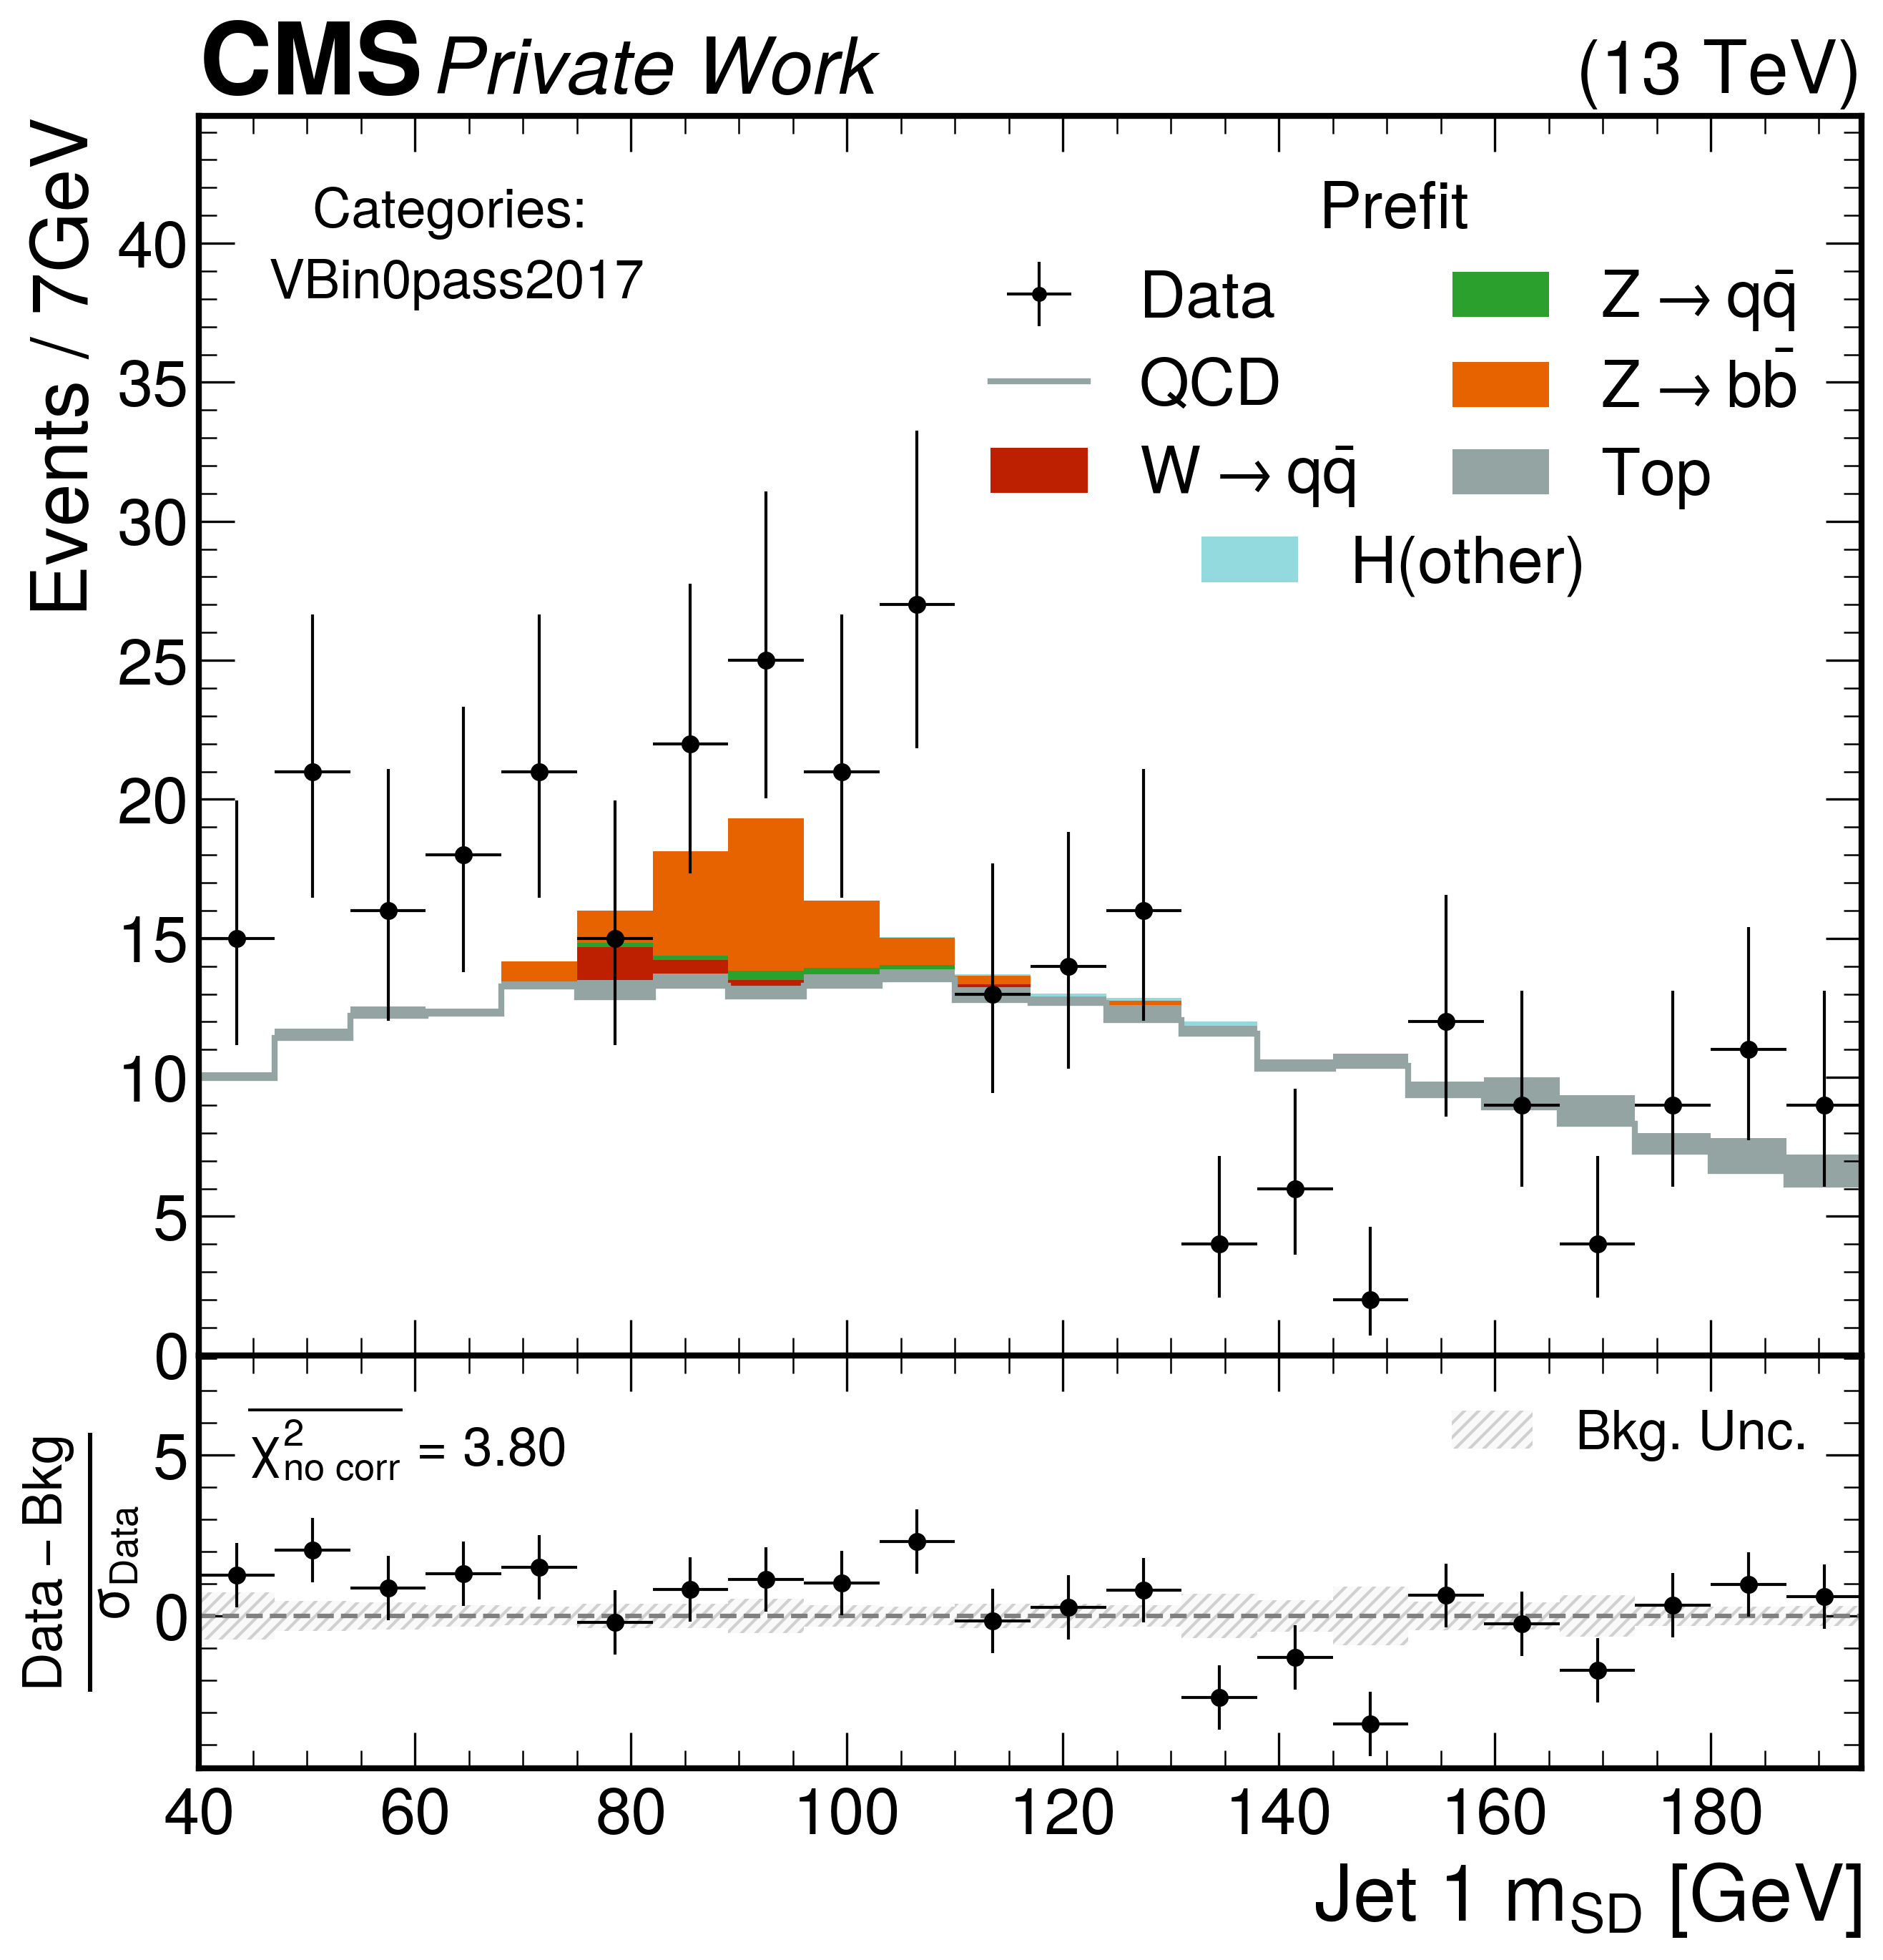 CMS Private Work (13 TeV)
Events / 7GeV
Categories:
VBin0pass2017
Prefit
Data
QCD
W → qq̄
Z → qq̄
Z → bb̄
Top
H(other)
40
35
30
25
20
15
10
5
0
Data − Bkg
σData
χ²no corr = 3.80
Bkg. Unc.
5
0
40 60 80 100 120 140 160 180
Jet 1 mSD [GeV]